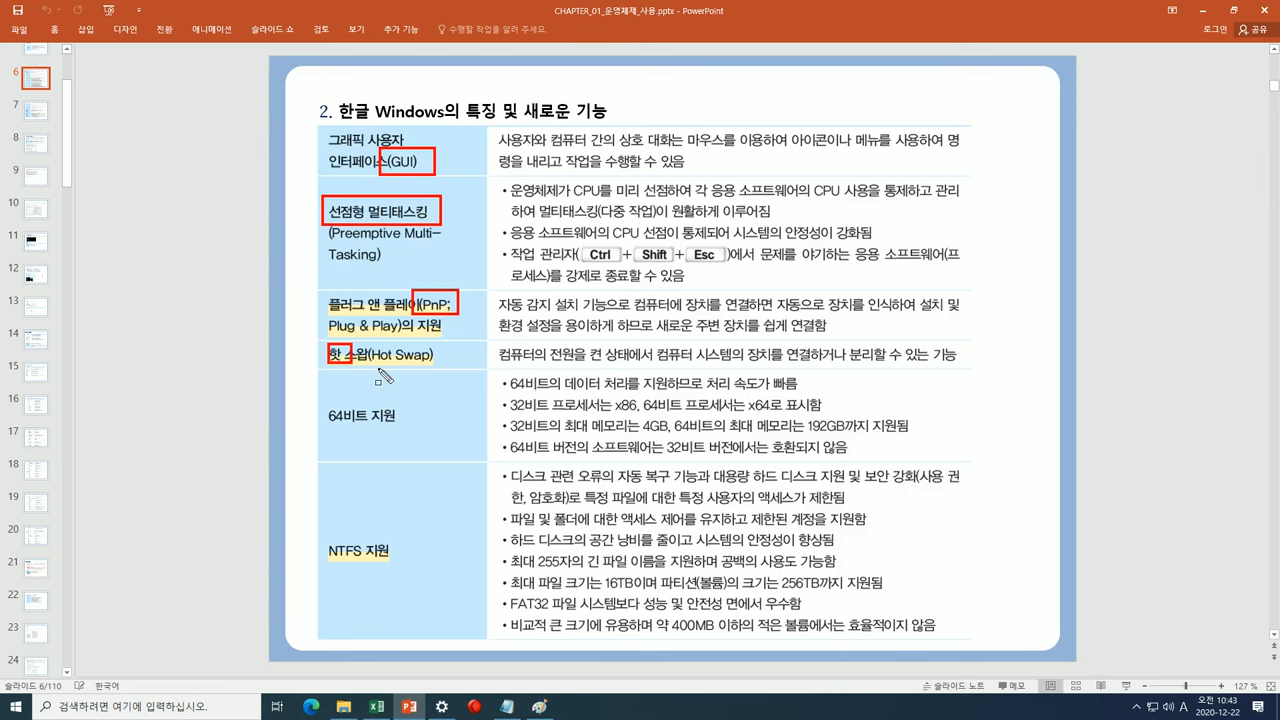 CHAPTER_01_운영체제_사용.pptx - PowerPoint
파일 홈 삽입 디자인 전환 애니메이션 슬라이드 쇼 검토 보기 추가 기능 수행할 작업을 알려 주세요. 로그인 공유
2. 한글 Windows의 특징 및 새로운 기능
그래픽 사용자
인터페이스(GUI)
사용자와 컴퓨터 간의 상호 대화는 마우스를 이용하여 아이콘이나 메뉴를 사용하여 명
령을 내리고 작업을 수행할 수 있음
선점형 멀티태스킹
(Preemptive Multi-
Tasking)
• 운영체제가 CPU를 미리 선점하여 각 응용 소프트웨어의 CPU 사용을 통제하고 관리
하여 멀티태스킹(다중 작업)이 원활하게 이루어짐
• 응용 소프트웨어의 CPU 선점이 통제되어 시스템의 안정성이 강화됨
• 작업 관리자( Ctrl + Shift + Esc )에서 문제를 야기하는 응용 소프트웨어(프
로세스)를 강제로 종료할 수 있음
플러그 앤 플레이(PnP;
Plug & Play)의 지원
자동 감지 설치 기능으로 컴퓨터에 장치를 연결하면 자동으로 장치를 인식하여 설치 및
환경 설정을 용이하게 하므로 새로운 주변 장치를 쉽게 연결함
핫 스왑(Hot Swap)
컴퓨터의 전원을 켠 상태에서 컴퓨터 시스템의 장치를 연결하거나 분리할 수 있는 기능
64비트 지원
• 64비트의 데이터 처리를 지원하므로 처리 속도가 빠름
• 32비트 프로세서는 x86, 64비트 프로세서는 x64로 표시함
• 32비트의 최대 메모리는 4GB, 64비트의 최대 메모리는 192GB까지 지원됨
• 64비트 버전의 소프트웨어는 32비트 버전에서는 호환되지 않음
NTFS 지원
• 디스크 관련 오류의 자동 복구 기능과 대용량 하드 디스크 지원 및 보안 강화(사용 권
한, 암호화)로 특정 파일에 대한 특정 사용자의 액세스가 제한됨
• 파일 및 폴더에 대한 액세스 제어를 유지하고 제한된 계정을 지원함
• 하드 디스크의 공간 낭비를 줄이고 시스템의 안정성이 향상됨
• 최대 255자의 긴 파일 이름을 지원하며 공백의 사용도 가능함
• 최대 파일 크기는 16TB이며 파티션(볼륨)의 크기는 256TB까지 지원됨
• FAT32 파일 시스템보다 성능 및 안전성 면에서 우수함
• 비교적 큰 크기에 유용하며 약 400MB 이하의 적은 볼륨에서는 효율적이지 않음
6
7
8
9
10
11
12
13
14
15
16
17
18
19
20
21
22
23
24
슬라이드 6/110 한국어 슬라이드 노트 메모 127 %
검색하려면 여기에 입력하십시오.
A
오전 10:43
2020-12-22